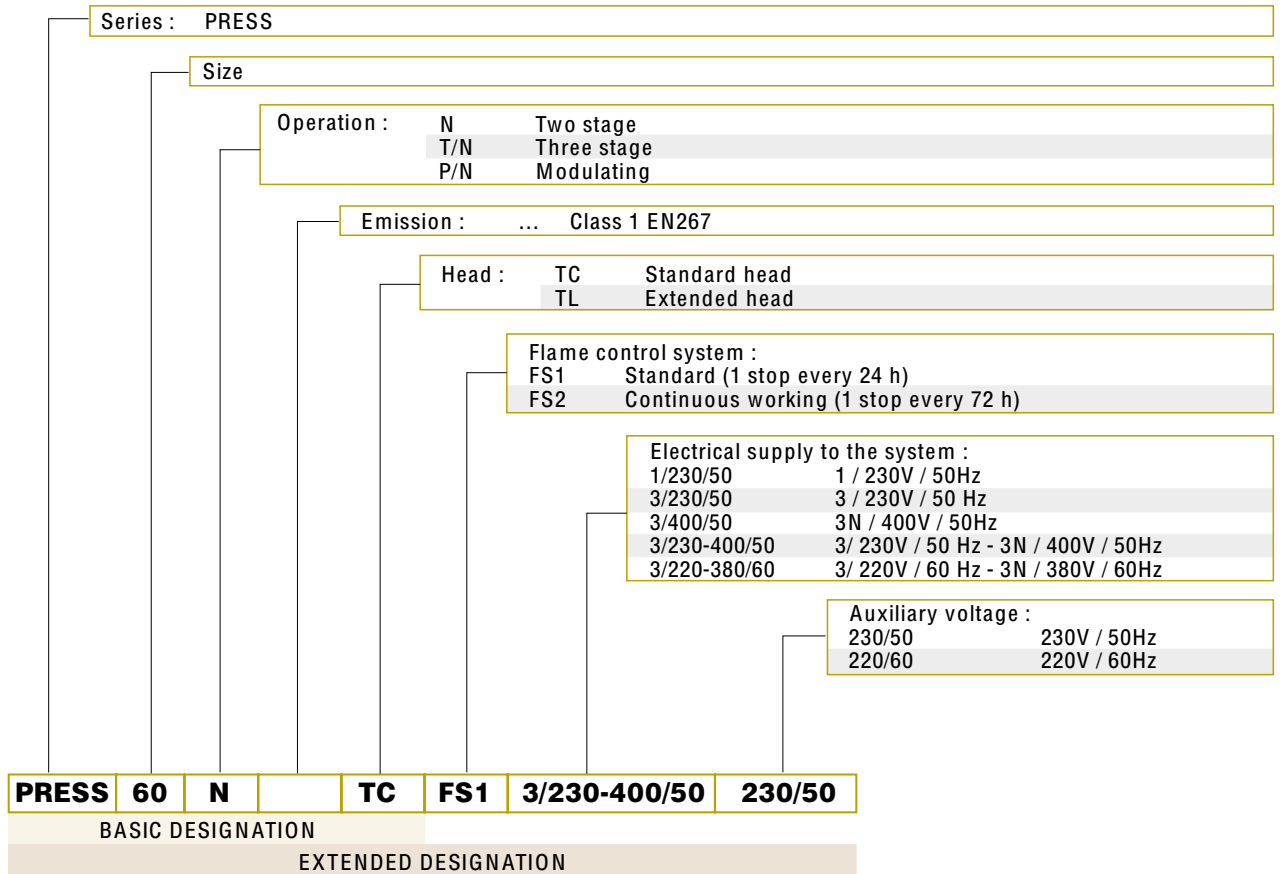 Series : PRESS
Size
Operation : N Two stage
T/N Three stage
P/N Modulating
Emission : ... Class 1 EN267
Head : TC Standard head
TL Extended head
Flame control system :
FS1 Standard (1 stop every 24 h)
FS2 Continuous working (1 stop every 72 h)
Electrical supply to the system :
1/230/50 1 / 230V / 50Hz
3/230/50 3 / 230V / 50 Hz
3/400/50 3N / 400V / 50Hz
3/230-400/50 3/ 230V / 50 Hz - 3N / 400V / 50Hz
3/220-380/60 3/ 220V / 60 Hz - 3N / 380V / 60Hz
Auxiliary voltage :
230/50 230V / 50Hz
220/60 220V / 60Hz
PRESS 60 N TC FS1 3/230-400/50 230/50
BASIC DESIGNATION
EXTENDED DESIGNATION